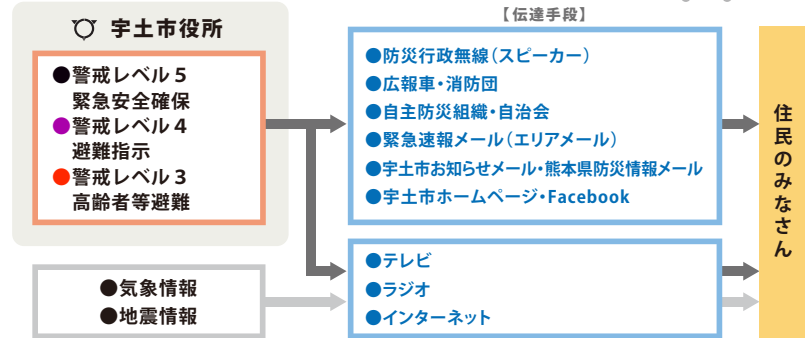 【伝達手段】
宇土市役所
●警戒レベル5
緊急安全確保
●警戒レベル4
避難指示
●警戒レベル3
高齢者等避難
●気象情報
●地震情報
●防災行政無線(スピーカー)
●広報車・消防団
●自主防災組織・自治会
●緊急速報メール(エリアメール)
●宇土市お知らせメール・熊本県防災情報メール
●宇土市ホームページ・Facebook
●テレビ
●ラジオ
●インターネット
住民のみなさん